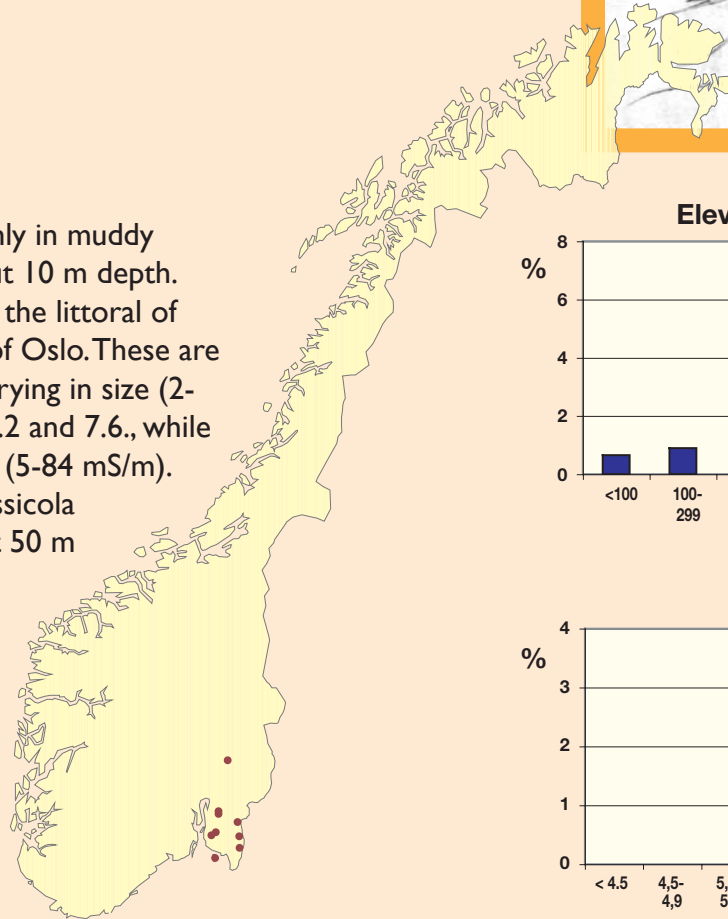 nly in muddy
ut 10 m depth.
the littoral of
of Oslo. These are
rying in size (2-
.2 and 7.6., while
(5-84 mS/m).
ssicola
50 m
Elev
%
8
6
4
2
0
<100
100-
299
%
4
3
2
1
0
< 4.5
4,5-
4,9
5,
5